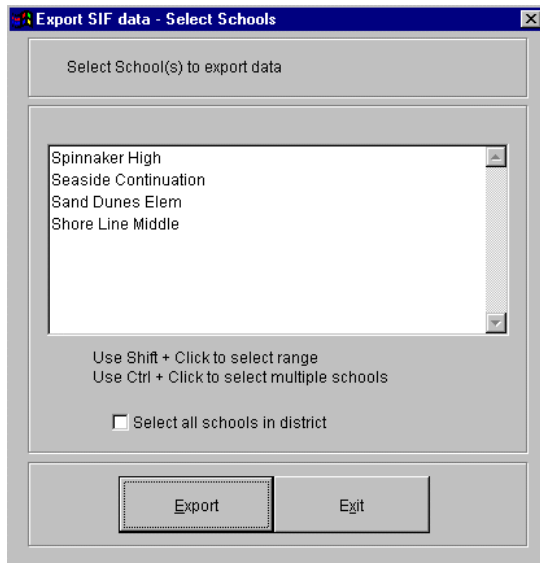 Export SIF data - Select Schools
Select School(s) to export data
Spinnaker High
Seaside Continuation
Sand Dunes Elem
Shore Line Middle
Use Shift + Click to select range
Use Ctrl + Click to select multiple schools
Select all schools in district
Export
Exit